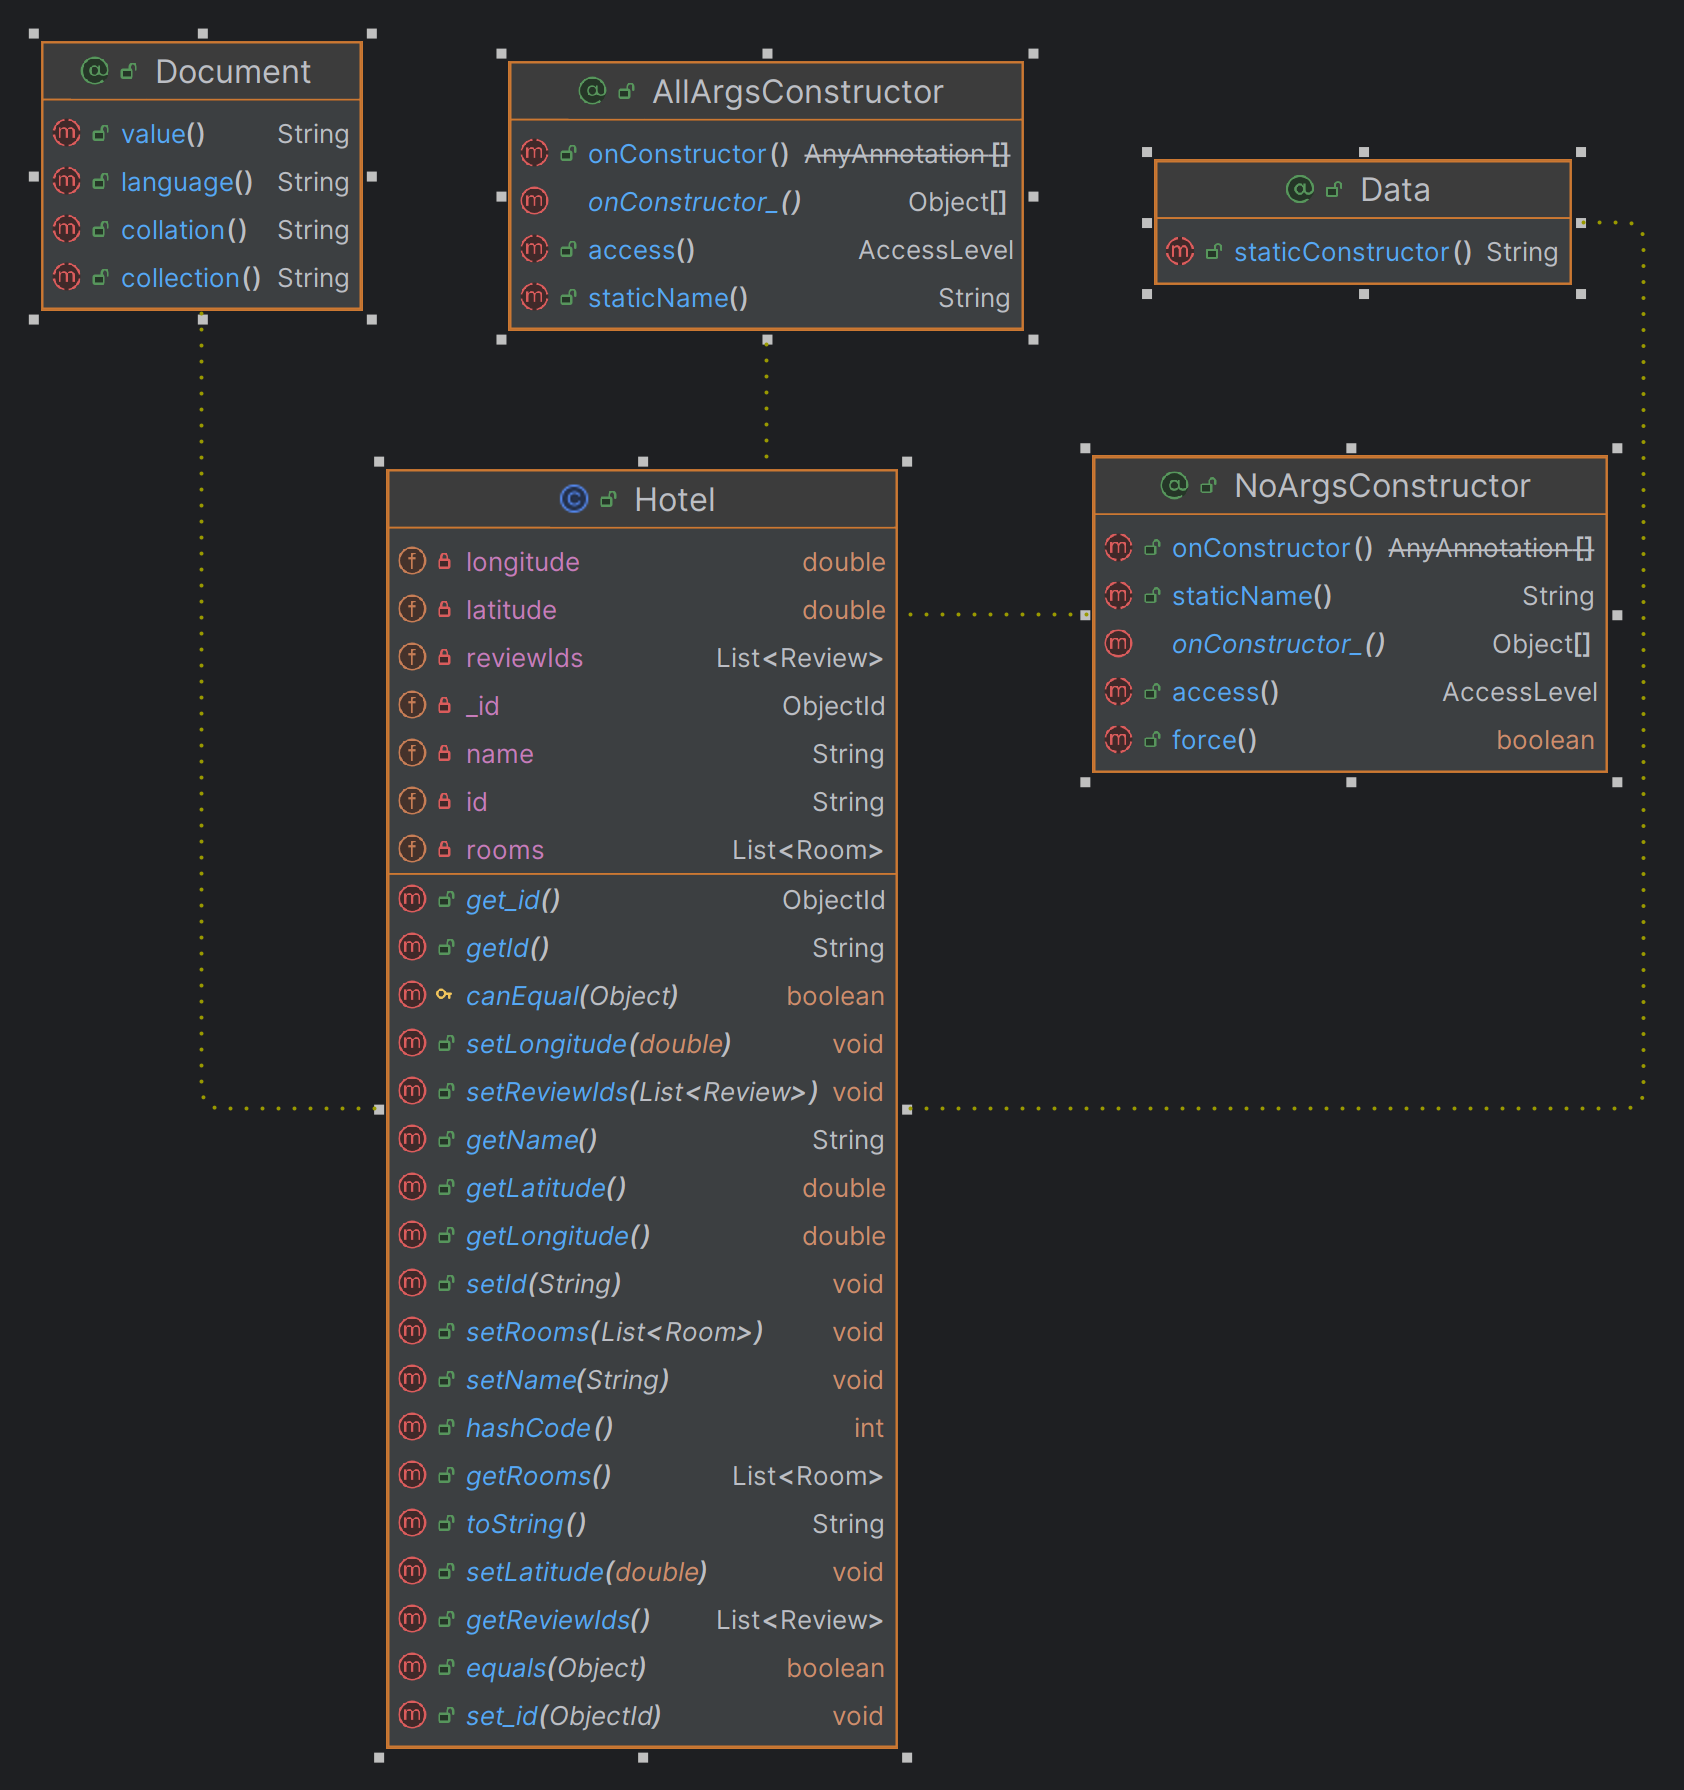 Document
value() String
language() String
collation() String
collection() String
AllArgsConstructor
onConstructor() AnyAnnotation[]
onConstructor_() Object[]
access() AccessLevel
staticName() String
Data
staticConstructor() String
Hotel
longitude double
latitude double
reviewIds List<Review>
_id ObjectId
name String
id String
rooms List<Room>
get_id() ObjectId
getId() String
canEqual(Object) boolean
setLongitude(double) void
setReviewIds(List<Review>) void
getName() String
getLatitude() double
getLongitude() double
setId(String) void
setRooms(List<Room>) void
setName(String) void
hashCode() int
getRooms() List<Room>
toString() String
setLatitude(double) void
getReviewIds() List<Review>
equals(Object) boolean
set_id(ObjectId) void
NoArgsConstructor
onConstructor() AnyAnnotation[]
staticName() String
onConstructor_() Object[]
access() AccessLevel
force() boolean